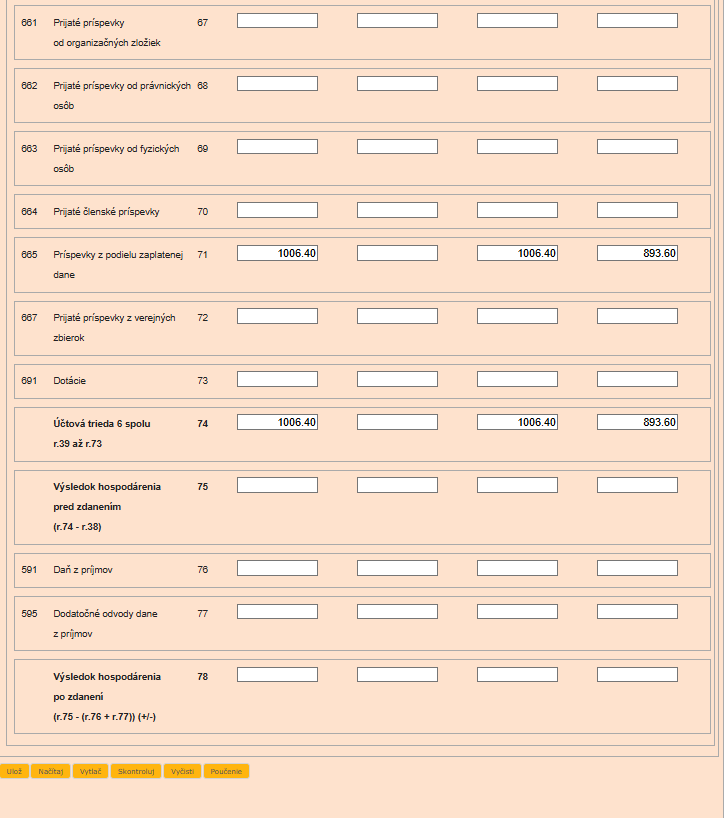 661 Prijaté príspevky 67
od organizačných zložiek
662 Prijaté príspevky od právnických 68
osôb
663 Prijaté príspevky od fyzických 69
osôb
664 Prijaté členské príspevky 70
665 Príspevky z podielu zaplatenej 71 1006.40 1006.40 893.60
dane
667 Prijaté príspevky z verejných 72
zbierok
691 Dotácie 73
Účtová trieda 6 spolu 74 1006.40 1006.40 893.60
r.39 až r.73
Výsledok hospodárenia 75
pred zdanením
(r.74 - r.38)
591 Daň z príjmov 76
595 Dodatočné odvody dane 77
z príjmov
Výsledok hospodárenia 78
po zdanení
(r.75 - (r.76 + r.77)) (+/-)
Ulož Načítaj Vytlač Skontroluj Vyčisti Poučenie